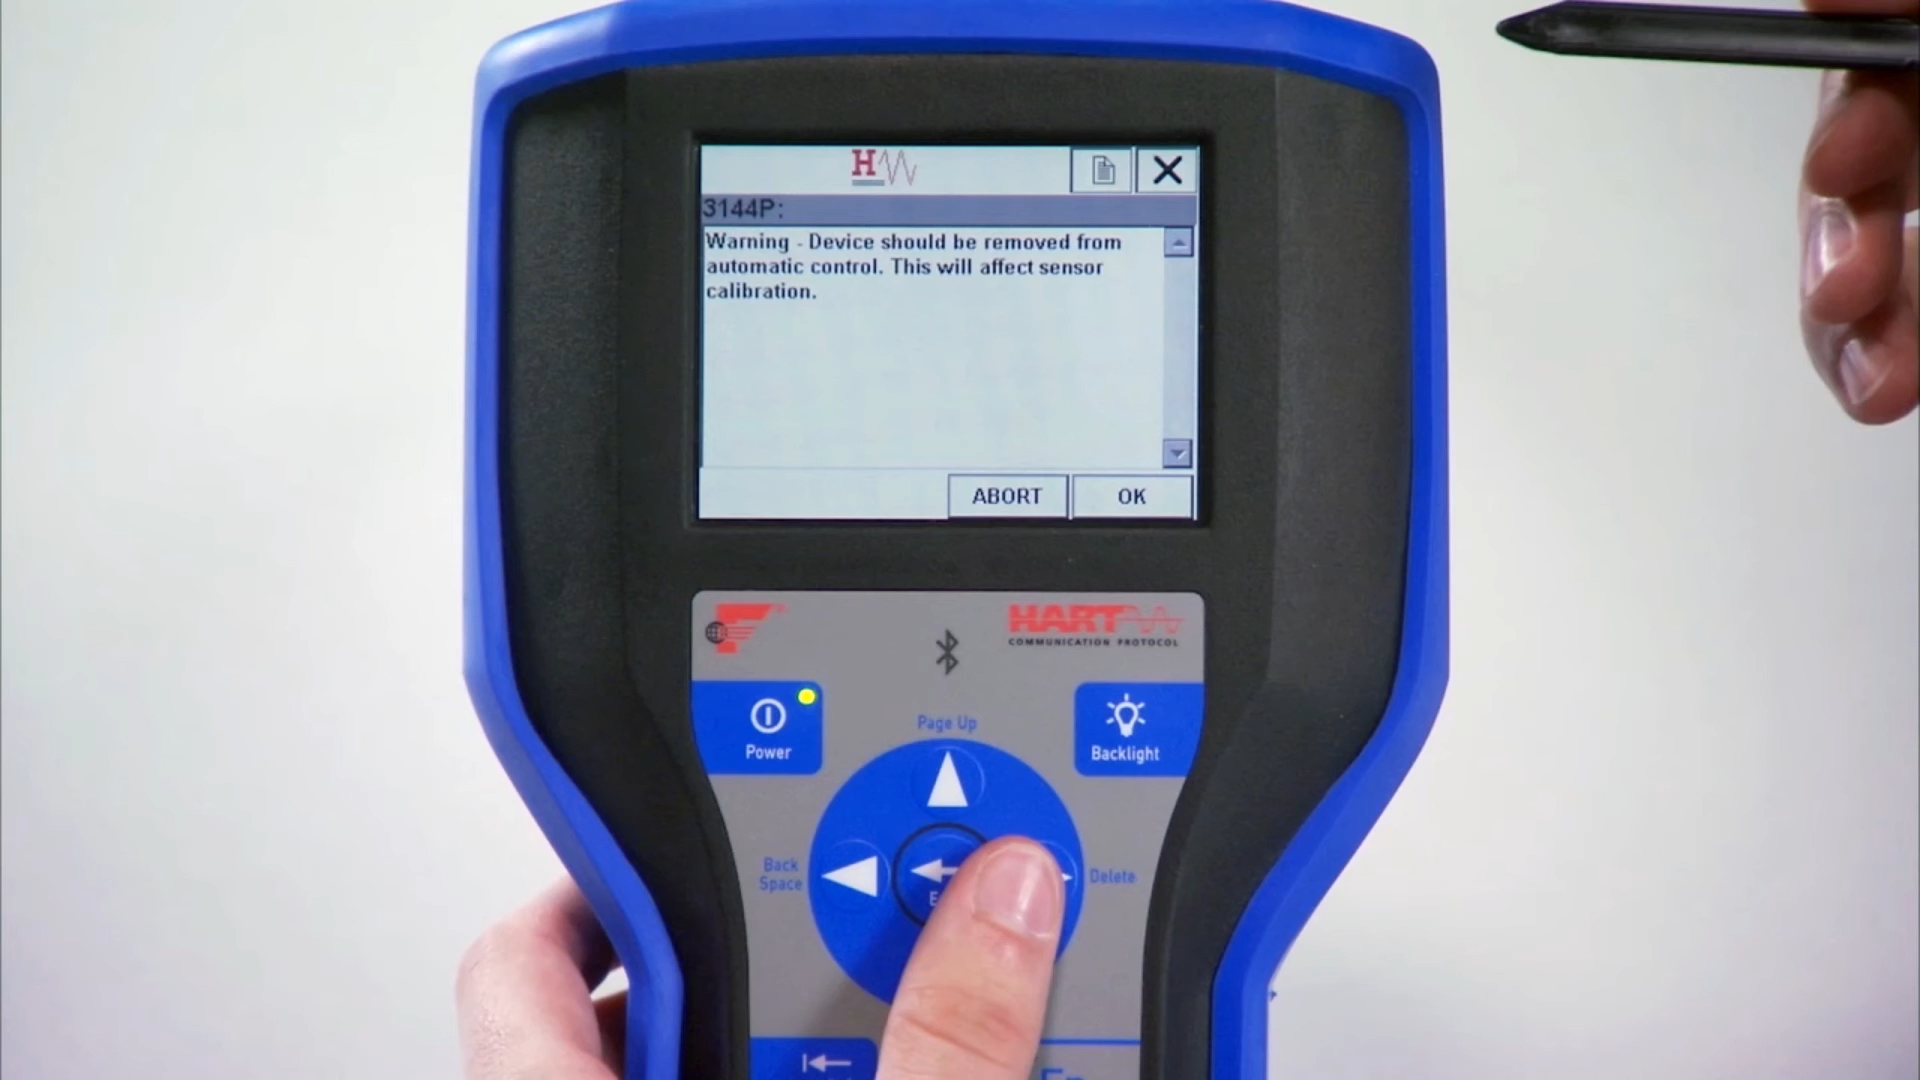 H
3144P:
Warning - Device should be removed from
automatic control. This will affect sensor
calibration.
ABORT
OK
F
HART
COMMUNICATION PROTOCOL
Power
Page Up
Backlight
Back
Space
Delete
Fn